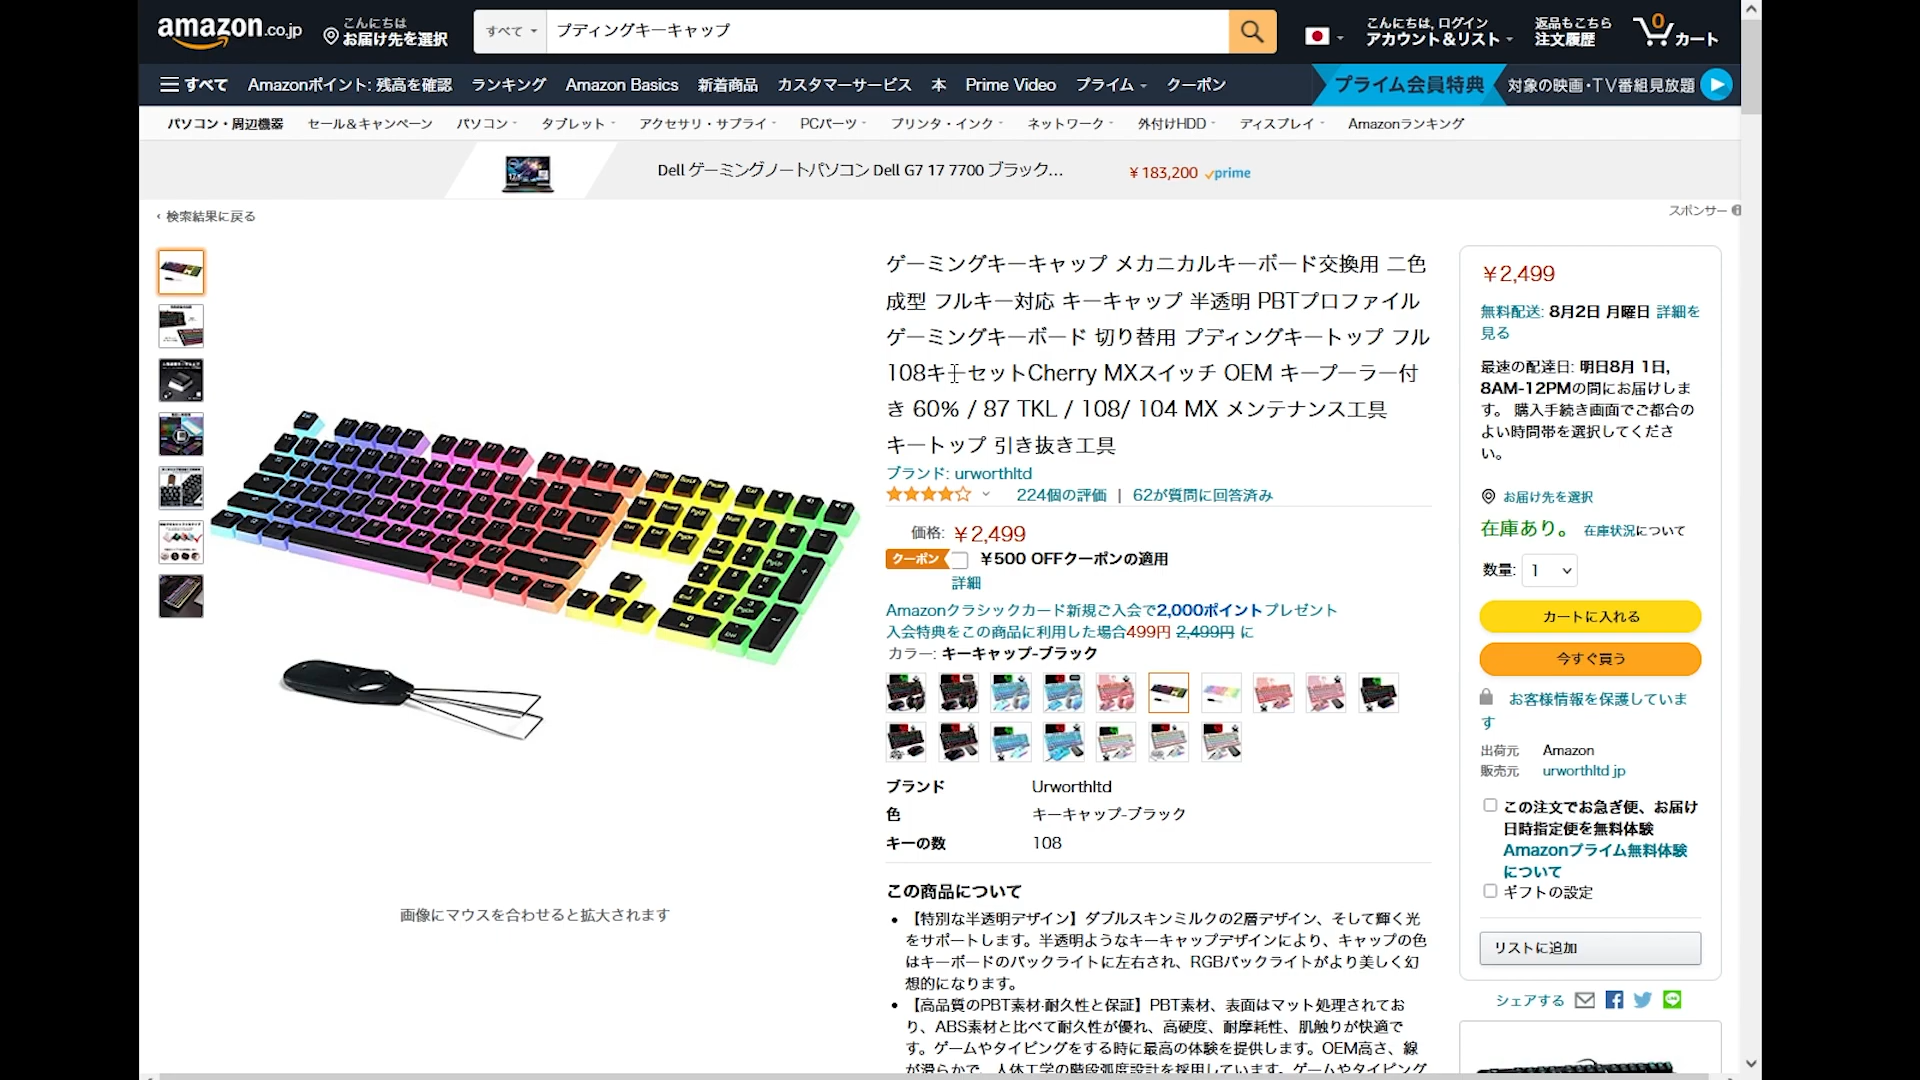 amazon.co.jp
こんにちは
お届け先を選択
すべて
プディングキーキャップ
こんにちは, ログイン
アカウント＆リスト
返品もこちら
注文履歴
0
カート
すべて Amazonポイント: 残高を確認 ランキング Amazon Basics 新着商品 カスタマーサービス 本 Prime Video プライム クーポン
プライム会員特典 対象の映画・TV番組見放題
パソコン・周辺機器 セール＆キャンペーン パソコン タブレット アクセサリ・サプライ PCパーツ プリンタ・インク ネットワーク 外付けHDD ディスプレイ Amazonランキング
Dell ゲーミングノートパソコン Dell G7 17 7700 ブラック…
￥183,200 prime
スポンサー
‹ 検索結果に戻る
ゲーミングキーキャップ メカニカルキーボード交換用 二色
成型 フルキー対応 キーキャップ 半透明 PBTプロファイル
ゲーミングキーボード 切り替用 プディングキートップ フル
108キーセットCherry MXスイッチ OEM キープーラー付
き 60% / 87 TKL / 108/ 104 MX メンテナンス工具
キートップ 引き抜き工具
ブランド: urworthltd
224個の評価 | 62が質問に回答済み
価格: ￥2,499
クーポン ￥500 OFFクーポンの適用
詳細
Amazonクラシックカード新規ご入会で2,000ポイントプレゼント
入会特典をこの商品に利用した場合499円 2,499円 に
カラー: キーキャップ-ブラック
ブランド Urworthltd
色 キーキャップ-ブラック
キーの数 108
この商品について
【特別な半透明デザイン】ダブルスキンミルクの2層デザイン、そして輝く光
をサポートします。半透明ようなキーキャップデザインにより、キャップの色
はキーボードのバックライトに左右され、RGBバックライトがより美しく幻
想的になります。
【高品質のPBT素材·耐久性と保証】PBT素材、表面はマット処理されてお
り、ABS素材と比べて耐久性が優れ、高硬度、耐摩耗性、肌触りが快適で
す。ゲームやタイピングをする時に最高の体験を提供します。OEM高さ、線
が滑らかで、人体工学の階段弧度設計を採用しています。ゲームやタイピング
画像にマウスを合わせると拡大されます
￥2,499
無料配送: 8月2日 月曜日 詳細を
見る
最速の配達日: 明日8月 1日,
8AM-12PMの間にお届けしま
す。 購入手続き画面でご都合の
よい時間帯を選択してくださ
い。
お届け先を選択
在庫あり。 在庫状況について
数量: 1
カートに入れる
今すぐ買う
お客様情報を保護していま
す
出荷元 Amazon
販売元 urworthltd jp
この注文でお急ぎ便、お届け
日時指定便を無料体験
Amazonプライム無料体験
について
ギフトの設定
リストに追加
シェアする